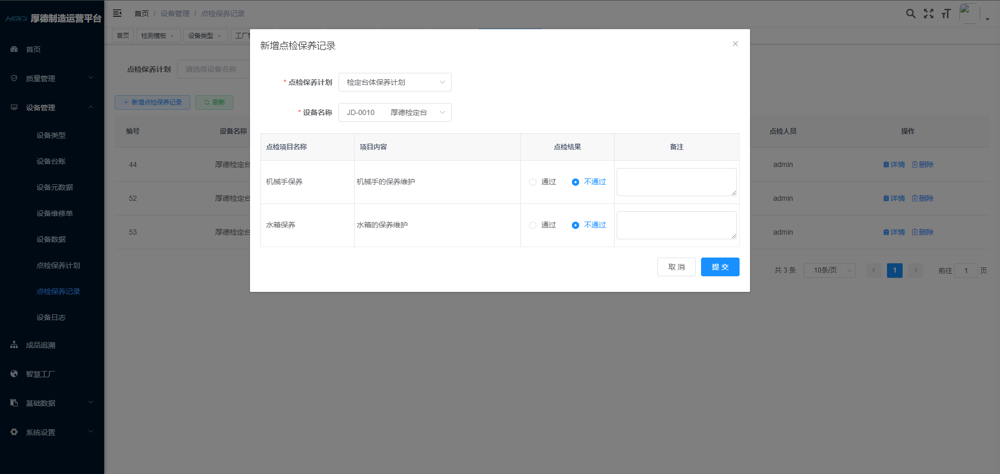 HODE 厚德制造运营平台
首页 / 设备管理 / 点检保养记录
首页
检测模板 ×
设备类型 ×
首页
质量管理
设备管理
设备类型
设备台账
设备元数据
设备维修单
设备数据
点检保养计划
点检保养记录
设备日志
成品追溯
智慧工厂
基础数据
系统设置
点检保养计划 请选择设备名称
+ 新增点检保养记录 刷新
编号 设备名称 点检人员 操作
44 厚德检定台 admin 详情 删除
52 厚德检定台 admin 详情 删除
53 厚德检定台 admin 详情 删除
共 3 条 10条/页 < 1 > 前往 1 页
新增点检保养记录 ×
* 点检保养计划 检定台体保养计划
* 设备名称 JD-0010 厚德检定台
点检项目名称 项目内容 点检结果 备注
机械手保养 机械手的保养维护 通过 不通过
水箱保养 水箱的保养维护 通过 不通过
取 消 提 交